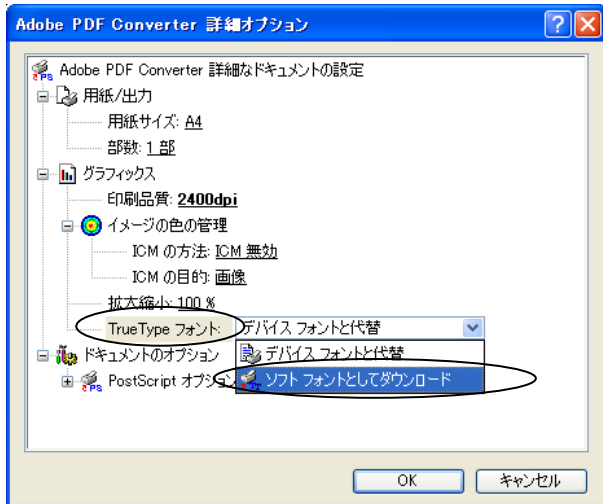 Adobe PDF Converter 詳細オプション
Adobe PDF Converter 詳細なドキュメントの設定
用紙/出力
用紙サイズ: A4
部数: 1 部
グラフィックス
印刷品質: 2400dpi
イメージの色の管理
ICM の方法: ICM 無効
ICM の目的: 画像
拡大縮小: 100 %
TrueType フォント: デバイス フォントと代替
ドキュメントのオプション デバイス フォントと代替
PostScript オプション ソフト フォントとしてダウンロード
OK キャンセル